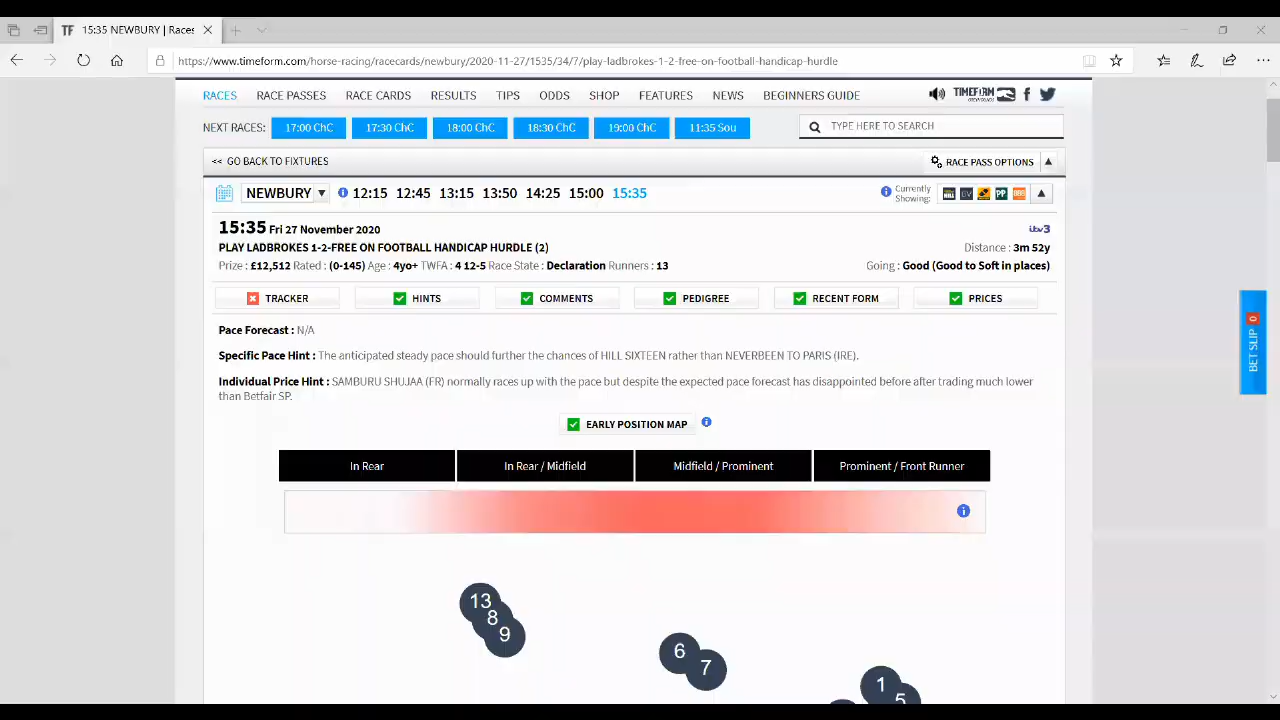 15:35 NEWBURY | Races
https://www.timeform.com/horse-racing/racecards/newbury/2020-11-27/1535/34/7/play-ladbrokes-1-2-free-on-football-handicap-hurdle
RACES RACE PASSES RACE CARDS RESULTS TIPS ODDS SHOP FEATURES NEWS BEGINNERS GUIDE TIMEFORM
NEXT RACES: 17:00 ChC 17:30 ChC 18:00 ChC 18:30 ChC 19:00 ChC 11:35 Sou TYPE HERE TO SEARCH
<< GO BACK TO FIXTURES RACE PASS OPTIONS
NEWBURY 12:15 12:45 13:15 13:50 14:25 15:00 15:35 Currently Showing:
15:35 Fri 27 November 2020 itv3
PLAY LADBROKES 1-2-FREE ON FOOTBALL HANDICAP HURDLE (2) Distance : 3m 52y
Prize : £12,512 Rated : (0-145) Age : 4yo+ TWFA : 4 12-5 Race State : Declaration Runners : 13 Going : Good (Good to Soft in places)
TRACKER HINTS COMMENTS PEDIGREE RECENT FORM PRICES
Pace Forecast : N/A
Specific Pace Hint : The anticipated steady pace should further the chances of HILL SIXTEEN rather than NEVERBEEN TO PARIS (IRE).
Individual Price Hint : SAMBURU SHUJAA (FR) normally races up with the pace but despite the expected pace forecast has disappointed before after trading much lower
than Betfair SP.
EARLY POSITION MAP
In Rear In Rear / Midfield Midfield / Prominent Prominent / Front Runner
13
8
9
6
7
1
5
BET SLIP 0